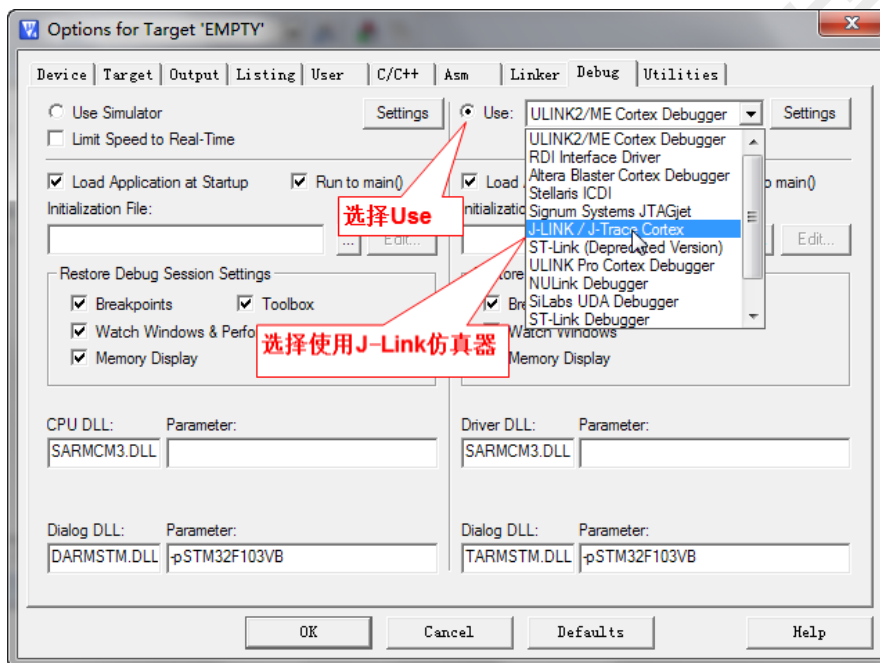 Options for Target 'EMPTY'
Device Target Output Listing User C/C++ Asm Linker Debug Utilities
Use Simulator Settings Use: ULINK2/ME Cortex Debugger Settings
Limit Speed to Real-Time
ULINK2/ME Cortex Debugger
RDI Interface Driver
Altera Blaster Cortex Debugger
Stellaris ICDI
Signum Systems JTAGjet
J-LINK / J-Trace Cortex
ST-Link (Deprecated Version)
ULINK Pro Cortex Debugger
NULink Debugger
SiLabs UDA Debugger
ST-Link Debugger
Load Application at Startup Run to main() Load main()
Initialization File:
选择Use
... Edit... Edit...
Restore Debug Session Settings
Breakpoints Toolbox
Watch Windows & Watch Windows
Memory Display Memory Display
选择使用J-Link仿真器
CPU DLL: Parameter: Driver DLL: Parameter:
SARMCM3.DLL SARMCM3.DLL
Dialog DLL: Parameter: Dialog DLL: Parameter:
DARMSTM.DLL -pSTM32F103VB TARMSTM.DLL -pSTM32F103VB
OK Cancel Defaults Help